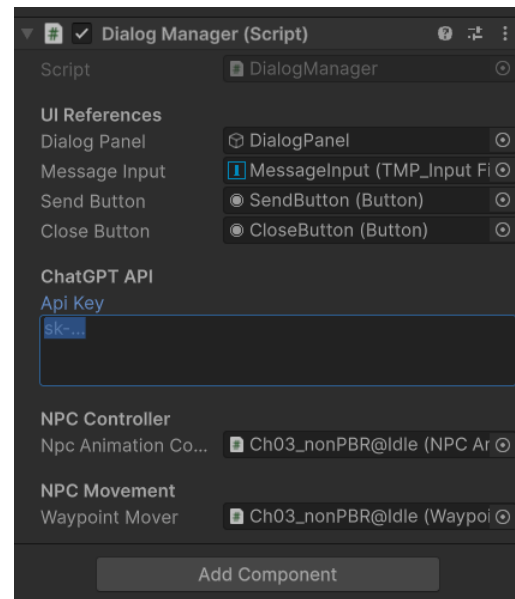 Dialog Manager (Script)
Script DialogManager
UI References
Dialog Panel DialogPanel
Message Input MessageInput (TMP_Input Fi
Send Button SendButton (Button)
Close Button CloseButton (Button)
ChatGPT API
Api Key
sk-...
NPC Controller
Npc Animation Co... Ch03_nonPBR@Idle (NPC Ar
NPC Movement
Waypoint Mover Ch03_nonPBR@Idle (Waypoi
Add Component